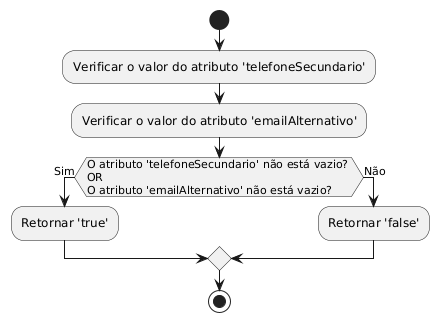 Verificar o valor do atributo 'telefoneSecundario'
Verificar o valor do atributo 'emailAlternativo'
O atributo 'telefoneSecundario' não está vazio?
OR
O atributo 'emailAlternativo' não está vazio?
Sim
Não
Retornar 'true'
Retornar 'false'